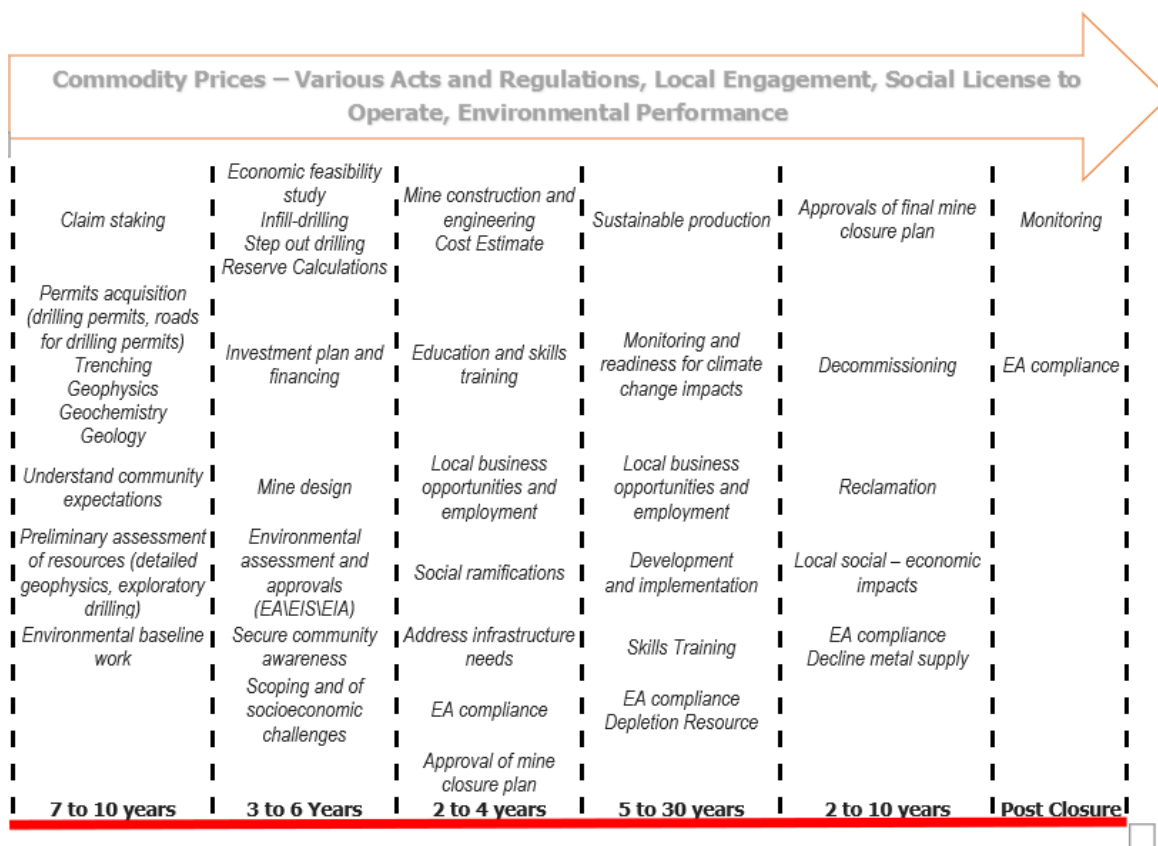 Commodity Prices – Various Acts and Regulations, Local Engagement, Social License to
Operate, Environmental Performance
Claim staking
Economic feasibility
study
Infill-drilling
Step out drilling
Reserve Calculations
Mine construction and
engineering
Cost Estimate
Sustainable production
Approvals of final mine
closure plan
Monitoring
Permits acquisition
(drilling permits, roads
for drilling permits)
Trenching
Geophysics
Geochemistry
Geology
Investment plan and
financing
Education and skills
training
Monitoring and
readiness for climate
change impacts
Decommissioning
EA compliance
Understand community
expectations
Mine design
Local business
opportunities and
employment
Local business
opportunities and
employment
Reclamation
Preliminary assessment
of resources (detailed
geophysics, exploratory
drilling)
Environmental
assessment and
approvals
(EA\EIS\EIA)
Social ramifications
Development
and implementation
Local social – economic
impacts
Environmental baseline
work
Secure community
awareness
Address infrastructure
needs
Skills Training
EA compliance
Decline metal supply
Scoping and of
socioeconomic
challenges
EA compliance
EA compliance
Depletion Resource
Approval of mine
closure plan
7 to 10 years
3 to 6 Years
2 to 4 years
5 to 30 years
2 to 10 years
Post Closure